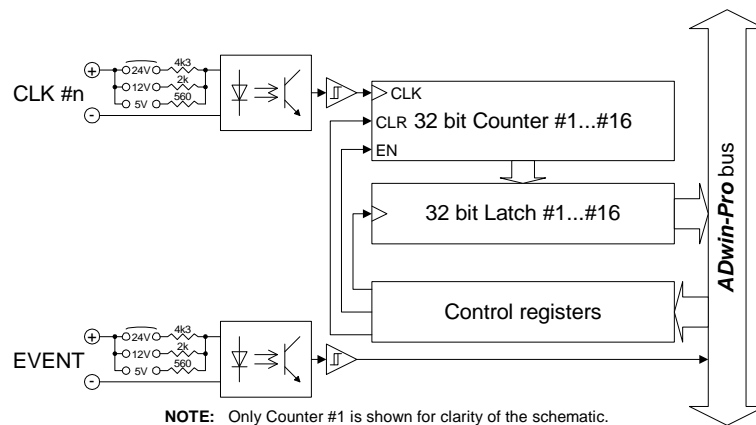 CLK #n
+
-
24V
4k3
12V
2k
5V
560
CLK
CLR
EN
32 bit Counter #1...#16
32 bit Latch #1...#16
Control registers
ADwin-Pro bus
EVENT
+
-
24V
4k3
12V
2k
5V
560
NOTE: Only Counter #1 is shown for clarity of the schematic.